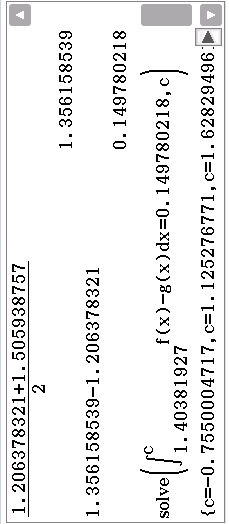 1.206378321+1.505938757
2
1.356158539
1.356158539−1.206378321
0.149780218
solve(∫ c 1.40381927 f(x)−g(x)dx=0.149780218,c)
{c=−0.7550004717,c=1.125276771,c=1.62829496